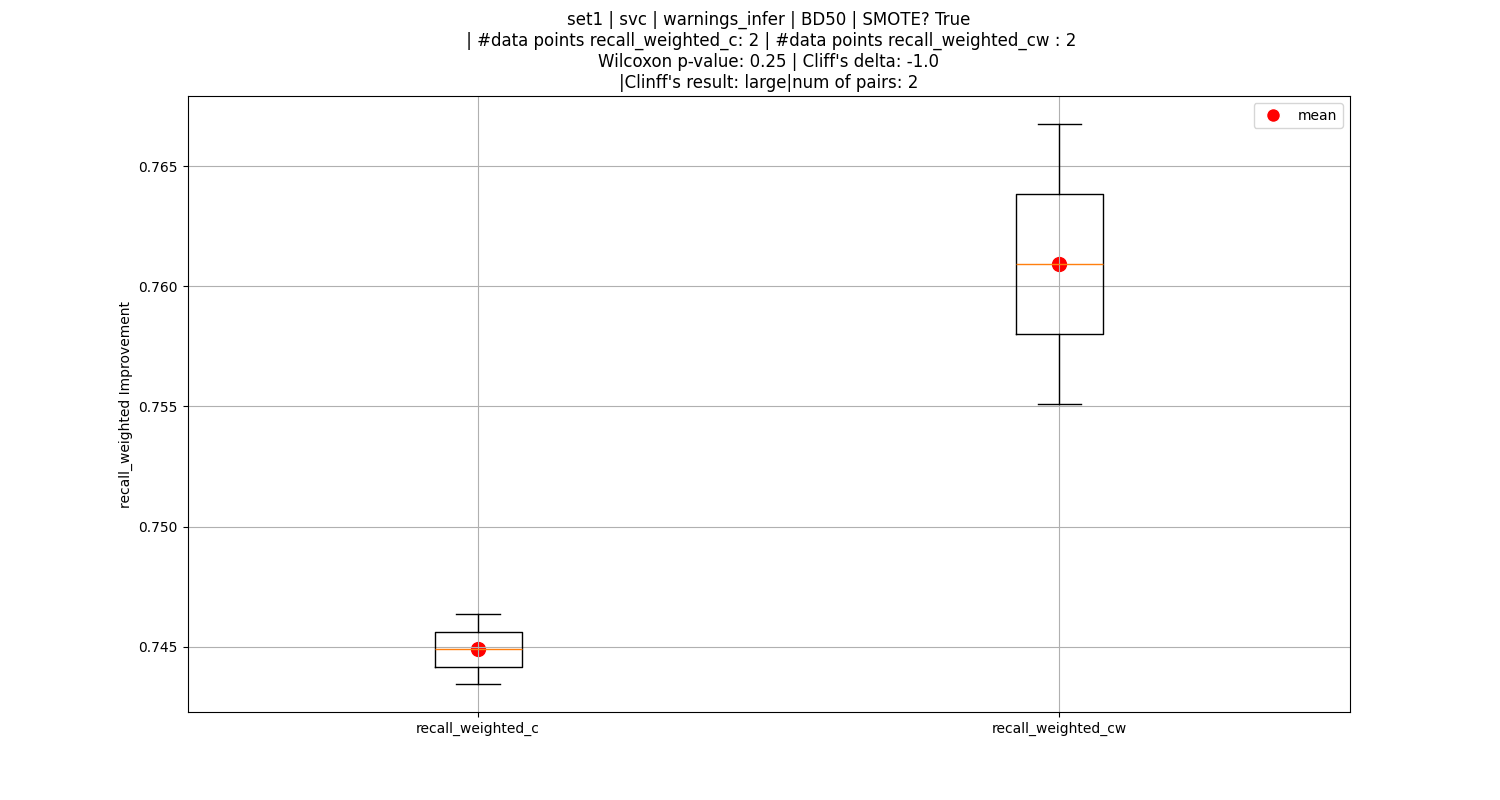 set1 | svc | warnings_infer | BD50 | SMOTE? True
| #data points recall_weighted_c: 2 | #data points recall_weighted_cw : 2
Wilcoxon p-value: 0.25 | Cliff's delta: -1.0
|Clinff's result: large|num of pairs: 2
mean
0.765
0.760
0.755
0.750
0.745
recall_weighted Improvement
recall_weighted_c
recall_weighted_cw